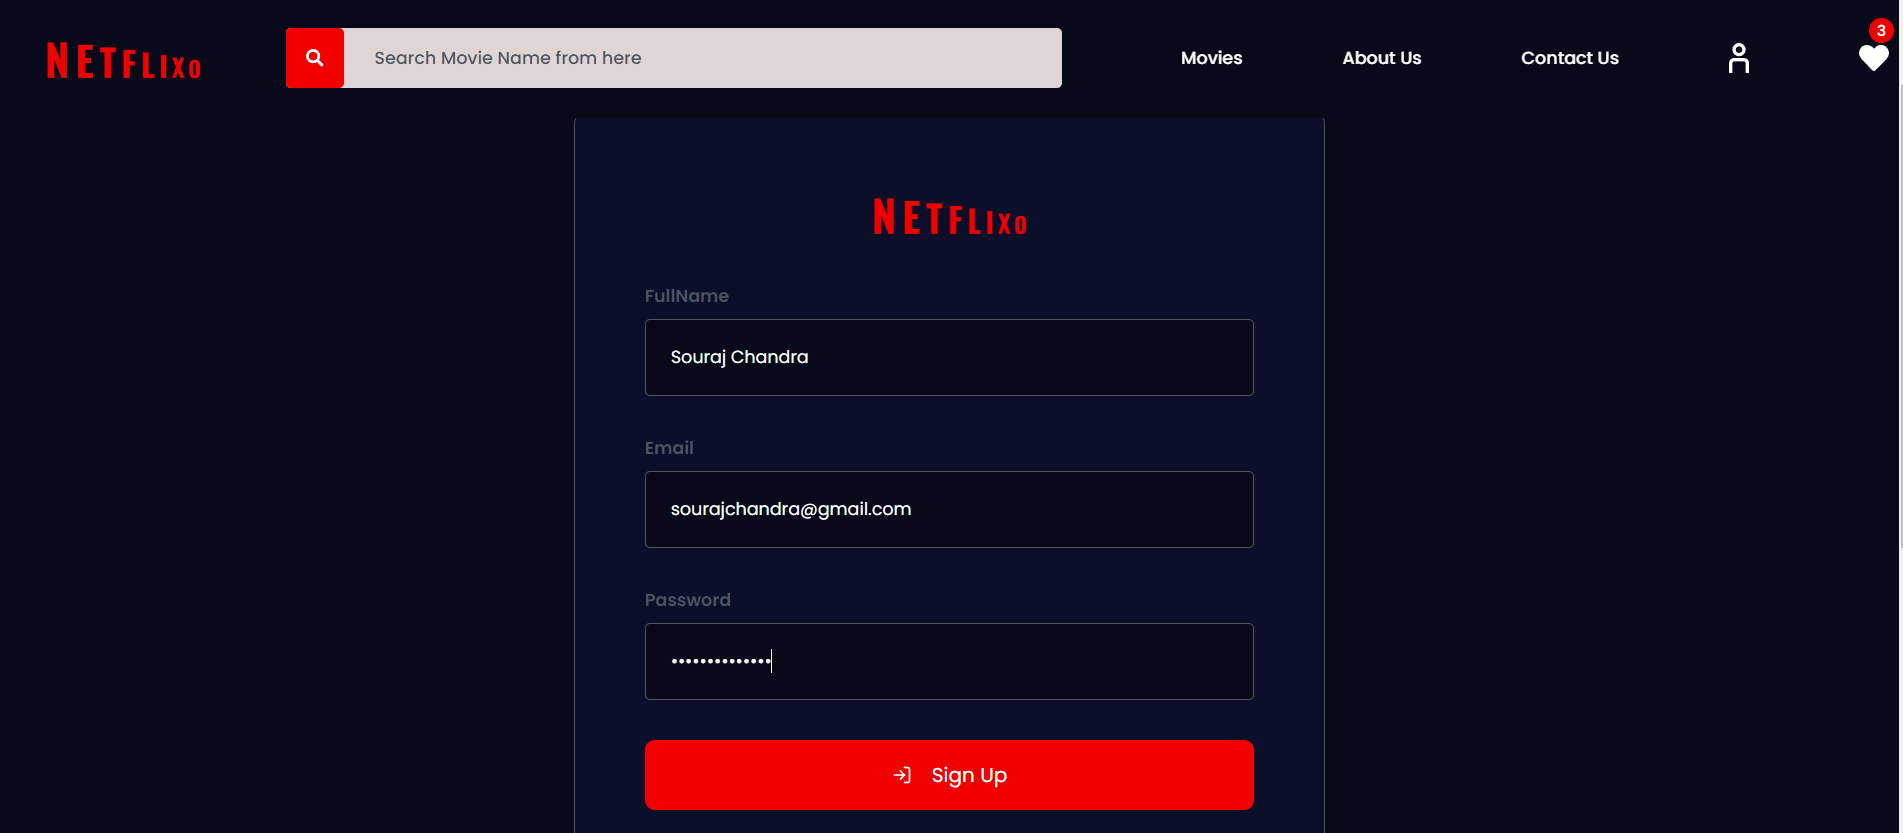 NETFLIXO
Search Movie Name from here
Movies
About Us
Contact Us
3
NETFLIXO
FullName
Souraj Chandra
Email
sourajchandra@gmail.com
Password
••••••••••••••
Sign Up